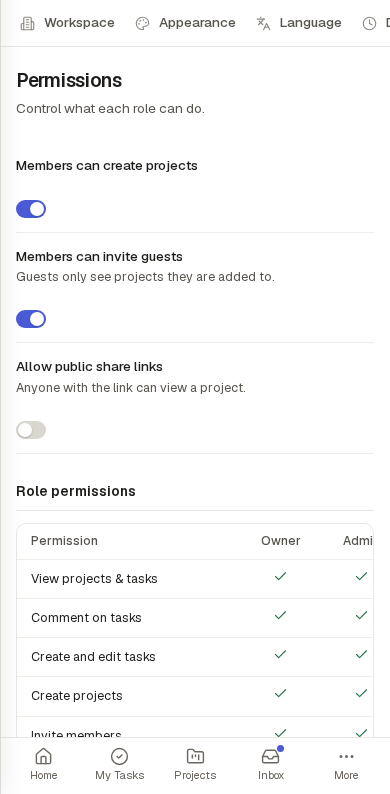 Workspace Appearance Language
Permissions
Control what each role can do.
Members can create projects
Members can invite guests
Guests only see projects they are added to.
Allow public share links
Anyone with the link can view a project.
Role permissions
Permission Owner Admi
View projects & tasks
Comment on tasks
Create and edit tasks
Create projects
Invite members
Home My Tasks Projects Inbox More